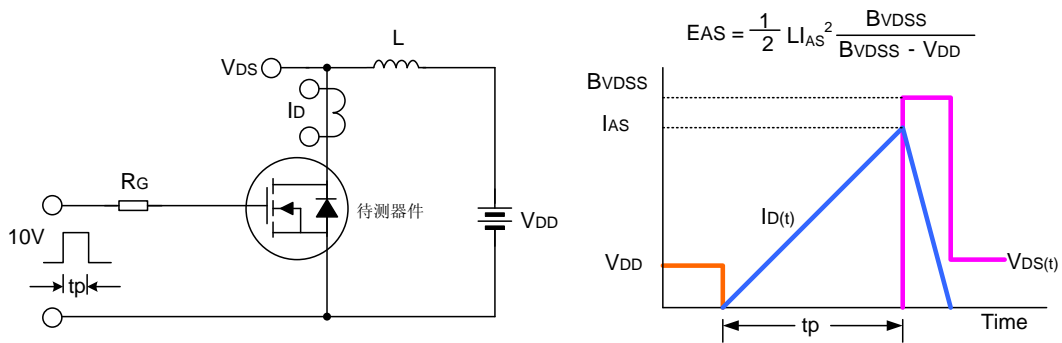 VDS
L
ID
RG
待测器件
10V
tp
VDD
EAS = 1/2 LIAS² BVDSS / BVDSS - VDD
BVDSS
IAS
ID(t)
VDD
VDS(t)
tp
Time